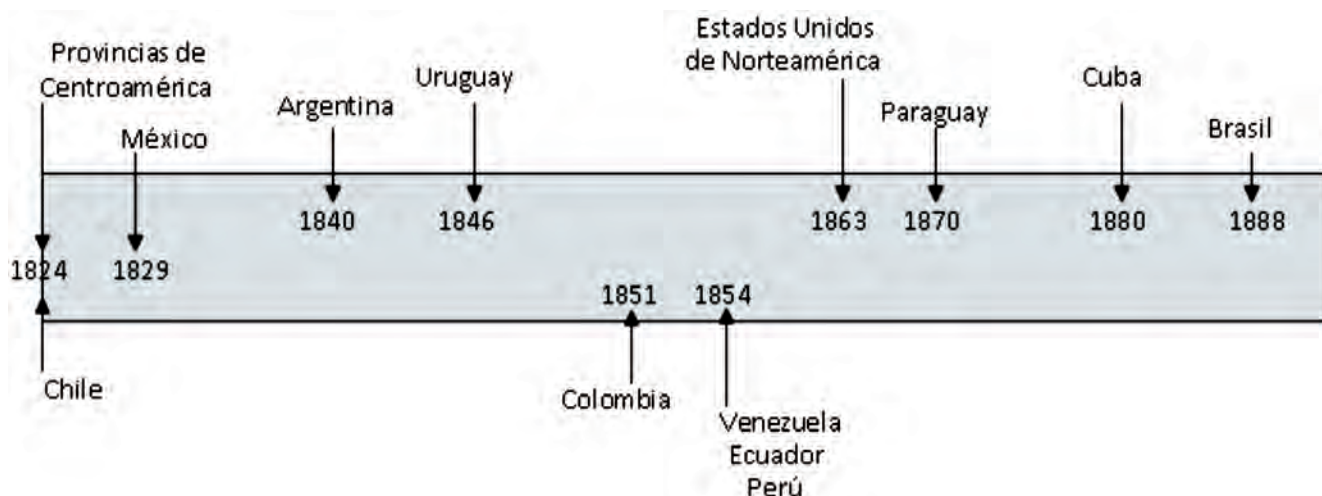 Provincias de
Centroamérica
México
Argentina
Uruguay
Estados Unidos
de Norteamérica
Paraguay
Cuba
Brasil
1840
1846
1863
1870
1880
1888
1824
1829
1851
1854
Chile
Colombia
Venezuela
Ecuador
Perú